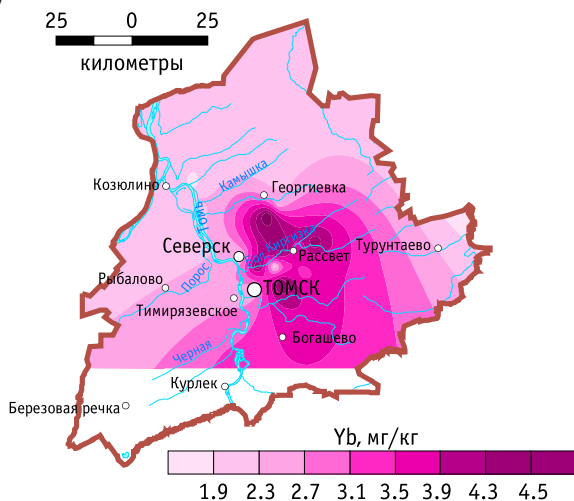 25 0 25
километры
Камышка
Козюлино
Георгиевка
Томь
Бол.Киргизка
Северск
Турунтаево
Рассвет
Рыбалово
Порос
ТОМСК
Тимирязевское
Богашево
Черная
Курлек
Березовая речка
Yb, мг/кг
1.9 2.3 2.7 3.1 3.5 3.9 4.3 4.5